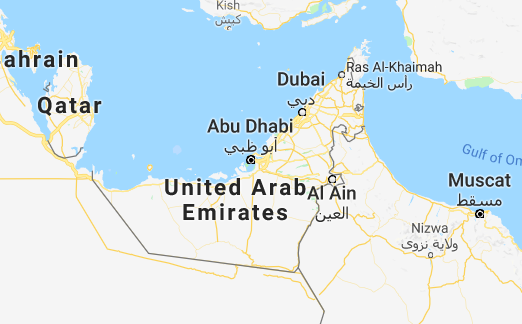 Kish
كيش
Bahrain
Qatar
Dubai
دبي
Ras Al-Khaimah
رأس الخيمة
Abu Dhabi
أبو ظبي
United Arab
Emirates
Al Ain
العين
Gulf of Om
Muscat
مسقط
Nizwa
ولاية نزوى